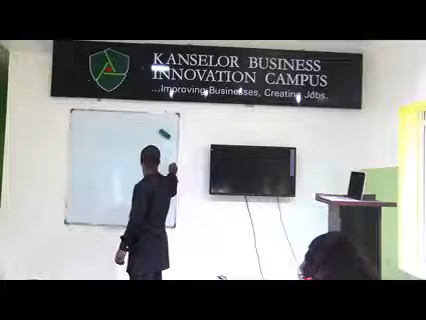 KANSELOR BUSINESS
INNOVATION CAMPUS
...Improving Businesses, Creating Jobs.